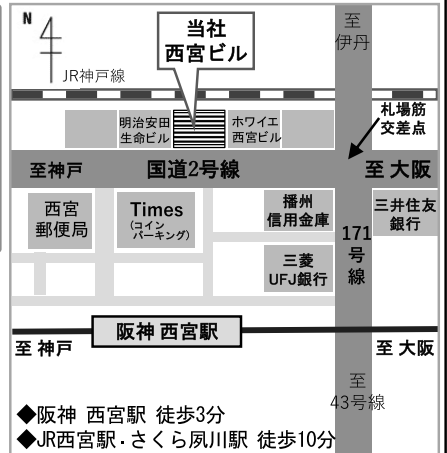 N
至
伊丹
当社
西宮ビル
JR神戸線
札場筋
交差点
明治安田
生命ビル
ホワイエ
西宮ビル
至神戸
国道2号線
至 大阪
西宮
郵便局
Times
(コイン
パーキング)
播州
信用金庫
三井住友
銀行
171
号
線
三菱
UFJ銀行
阪神 西宮駅
至 神戸
至 大阪
至
43号線
◆阪神 西宮駅 徒歩3分
◆JR西宮駅・さくら夙川駅 徒歩10分